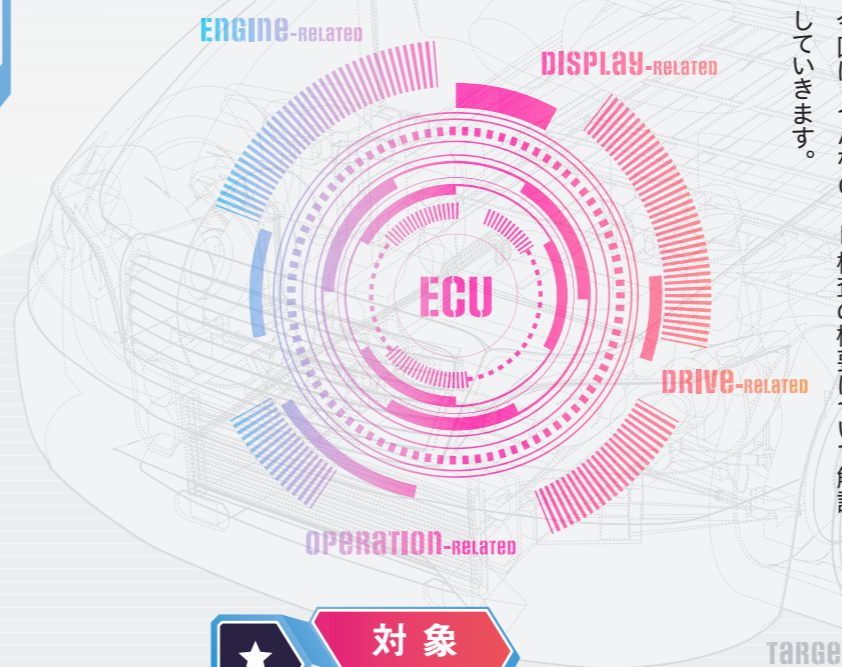 ENGINE-RELATED
DISPLAY-RELATED
していきます。
ECU
DRIVE-RELATED
OPERATION-RELATED
対象
TARGE